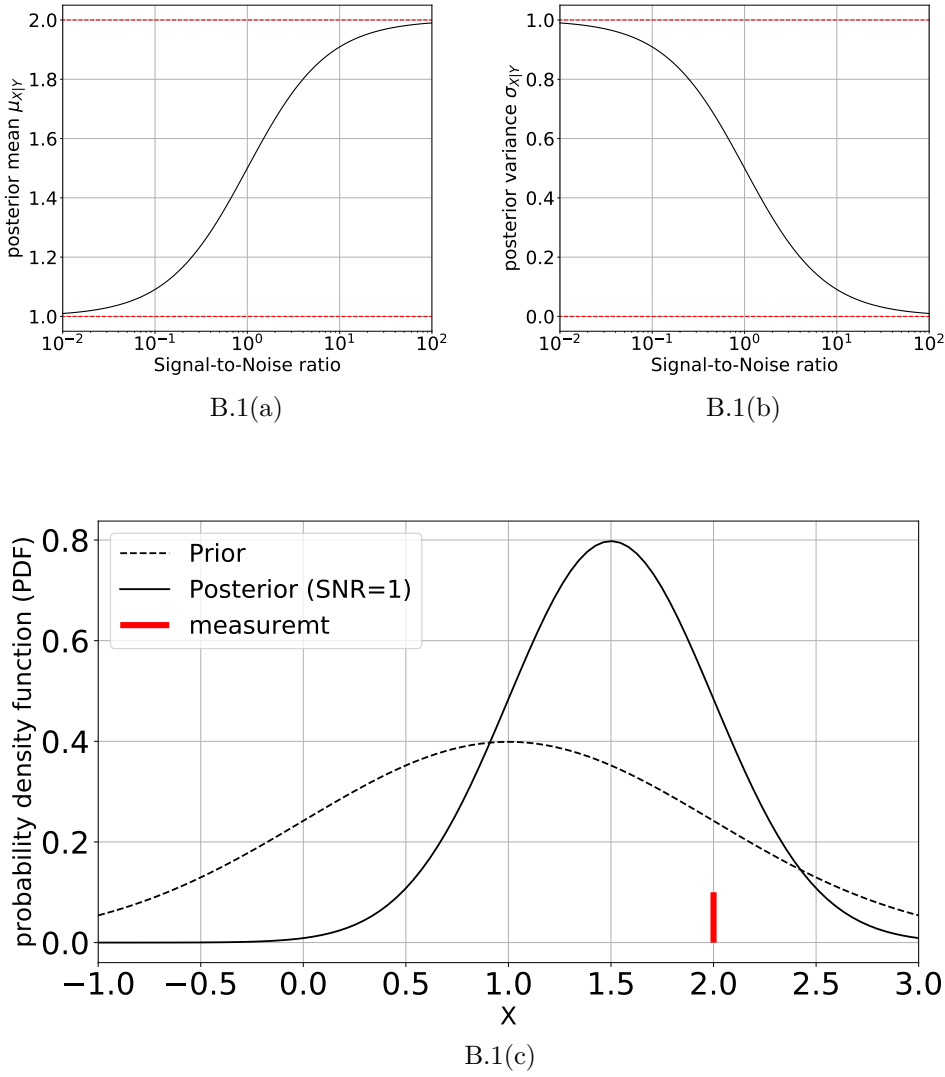 posterior mean μX|Y
2.0
1.8
1.6
1.4
1.2
1.0
10⁻² 10⁻¹ 10⁰ 10¹ 10²
Signal-to-Noise ratio
B.1(a)
posterior variance σX|Y
1.0
0.8
0.6
0.4
0.2
0.0
10⁻² 10⁻¹ 10⁰ 10¹ 10²
Signal-to-Noise ratio
B.1(b)
probability density function (PDF)
0.8
0.6
0.4
0.2
0.0
Prior
Posterior (SNR=1)
measuremt
−1.0 −0.5 0.0 0.5 1.0 1.5 2.0 2.5 3.0
X
B.1(c)